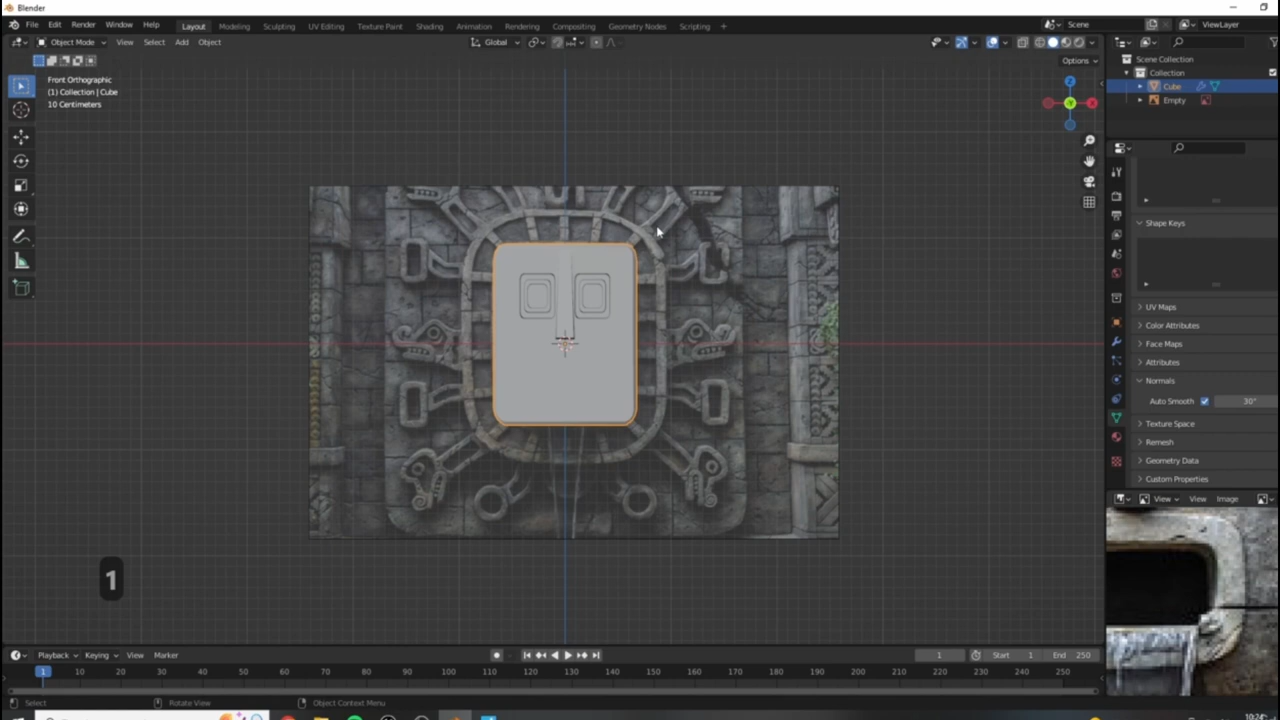 Blender
File Edit Render Window Help Layout Modeling Sculpting UV Editing Texture Paint Shading Animation Rendering Compositing Geometry Nodes Scripting Scene ViewLayer
Object Mode View Select Add Object Global
Options
Front Orthographic
(1) Collection | Cube
10 Centimeters
Z
Y
X
Scene Collection
Collection
Cube
Empty
Shape Keys
UV Maps
Color Attributes
Face Maps
Attributes
Normals
Auto Smooth 30°
Texture Space
Remesh
Geometry Data
Custom Properties
View View Image
1
Playback Keying View Marker 1 Start 1 End 250
1 10 20 30 40 50 60 70 80 90 100 110 120 130 140 150 160 170 180 190 200 210 220 230 240 250
Select Rotate View Object Context Menu
10:24